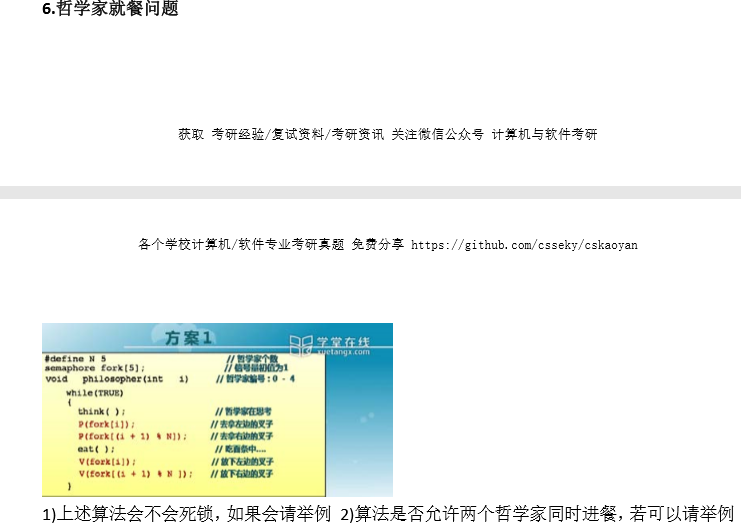 6.哲学家就餐问题
获取 考研经验/复试资料/考研资讯 关注微信公众号 计算机与软件考研
各个学校计算机/软件专业考研真题 免费分享 https://github.com/csseky/cskaoyan
方案1
学堂在线
xuetangx.com
#define N 5 // 哲学家个数
semaphore fork[5]; // 信号量初值为1
void philosopher(int i) // 哲学家编号：0 - 4
while(TRUE)
{
think( ); // 哲学家在思考
P(fork[i]); // 去拿左边的叉子
P(fork[(i + 1) % N]); // 去拿右边的叉子
eat( ); // 吃面条中....
V(fork[i]); // 放下左边的叉子
V(fork[(i + 1) % N ]); // 放下右边的叉子
}
1)上述算法会不会死锁，如果会请举例 2)算法是否允许两个哲学家同时进餐，若可以请举例